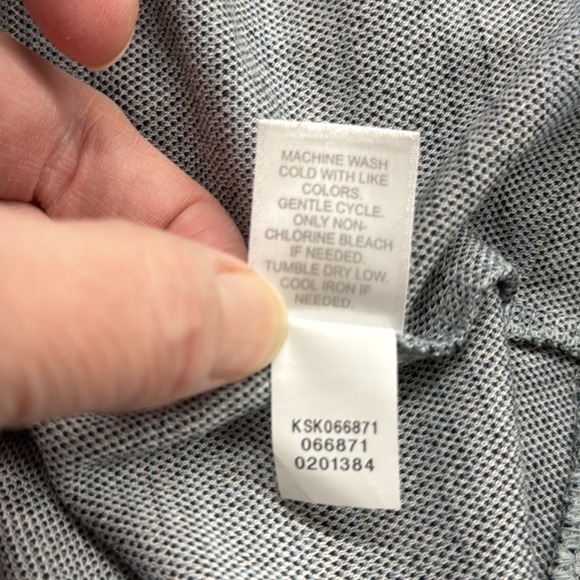 MACHINE WASH
COLD WITH LIKE
COLORS.
GENTLE CYCLE.
ONLY NON-
CHLORINE BLEACH
IF NEEDED.
TUMBLE DRY LOW.
COOL IRON IF
NEEDED.
KSK066871
066871
0201384